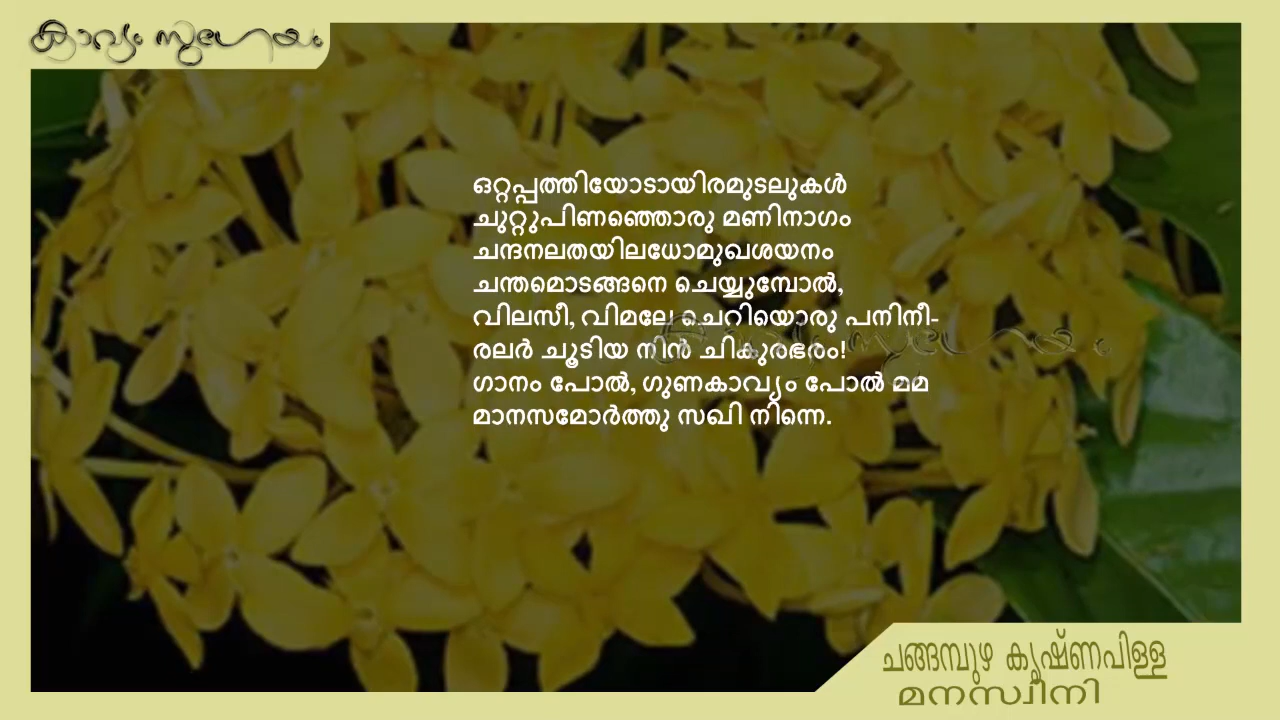 കാവ്യം സുഗേയം
ഒറ്റപ്പത്തിയോടായിരമുടലുകൾ
ചുറ്റുപിണഞ്ഞൊരു മണിനാഗം
ചന്ദനലതയിലധോമുഖശയനം
ചന്തമൊടങ്ങനെ ചെയ്യുമ്പോൽ,
വിലസീ, വിമലേ ചെറിയൊരു പനിനീ-
രലർ ചൂടിയ നിൻ ചികുരഭരം!
ഗാനം പോൽ, ഗുണകാവ്യം പോൽ മമ
മാനസമോർത്തു സഖി നിന്നെ.
ചങ്ങമ്പുഴ കൃഷ്ണപിള്ള
മനസ്വിനി